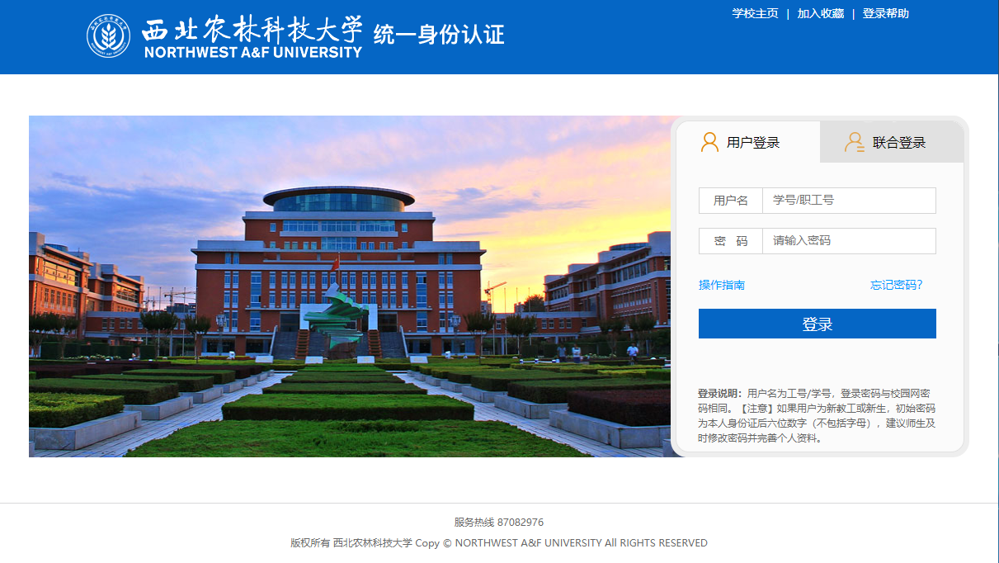 学校主页 | 加入收藏 | 登录帮助
西北农林科技大学 统一身份认证
NORTHWEST A&F UNIVERSITY
用户登录 联合登录
用户名 学号/职工号
密 码 请输入密码
操作指南 忘记密码?
登录
登录说明：用户名为工号/学号，登录密码与校园网密
码相同。【注意】如果用户为新教工或新生，初始密码
为本人身份证后六位数字（不包括字母），建议师生及
时修改密码并完善个人资料。
服务热线 87082976
版权所有 西北农林科技大学 Copy © NORTHWEST A&F UNIVERSITY All RIGHTS RESERVED